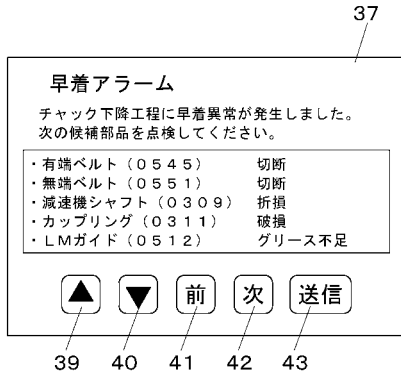 37
早着アラーム
チャック下降工程に早着異常が発生しました。
次の候補部品を点検してください。
・有端ベルト（０５４５）　切断
・無端ベルト（０５５１）　切断
・減速機シャフト（０３０９）　折損
・カップリング（０３１１）　破損
・ＬＭガイド（０５１２）　グリース不足
▲ ▼ 前 次 送信
39 40 41 42 43